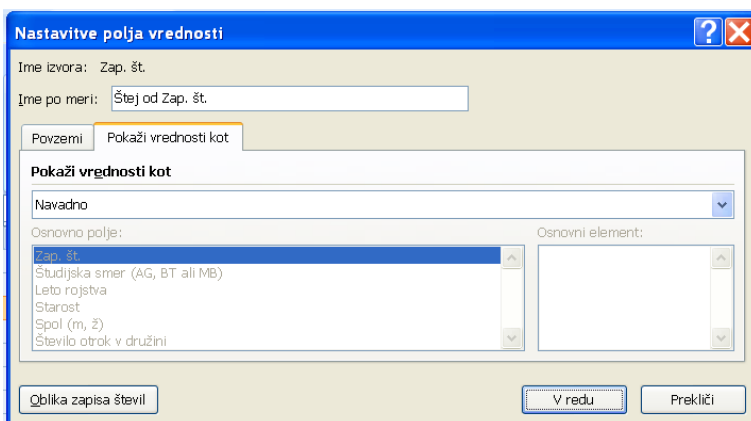 Nastavitve polja vrednosti
Ime izvora: Zap. št.
Ime po meri: Štej od Zap. št.
Povzemi Pokaži vrednosti kot
Pokaži vrednosti kot
Navadno
Osnovno polje: Osnovni element:
Zap. št.
Študijska smer (AG, BT ali MB)
Leto rojstva
Starost
Spol (m, ž)
Število otrok v družini
Oblika zapisa števil V redu Prekliči